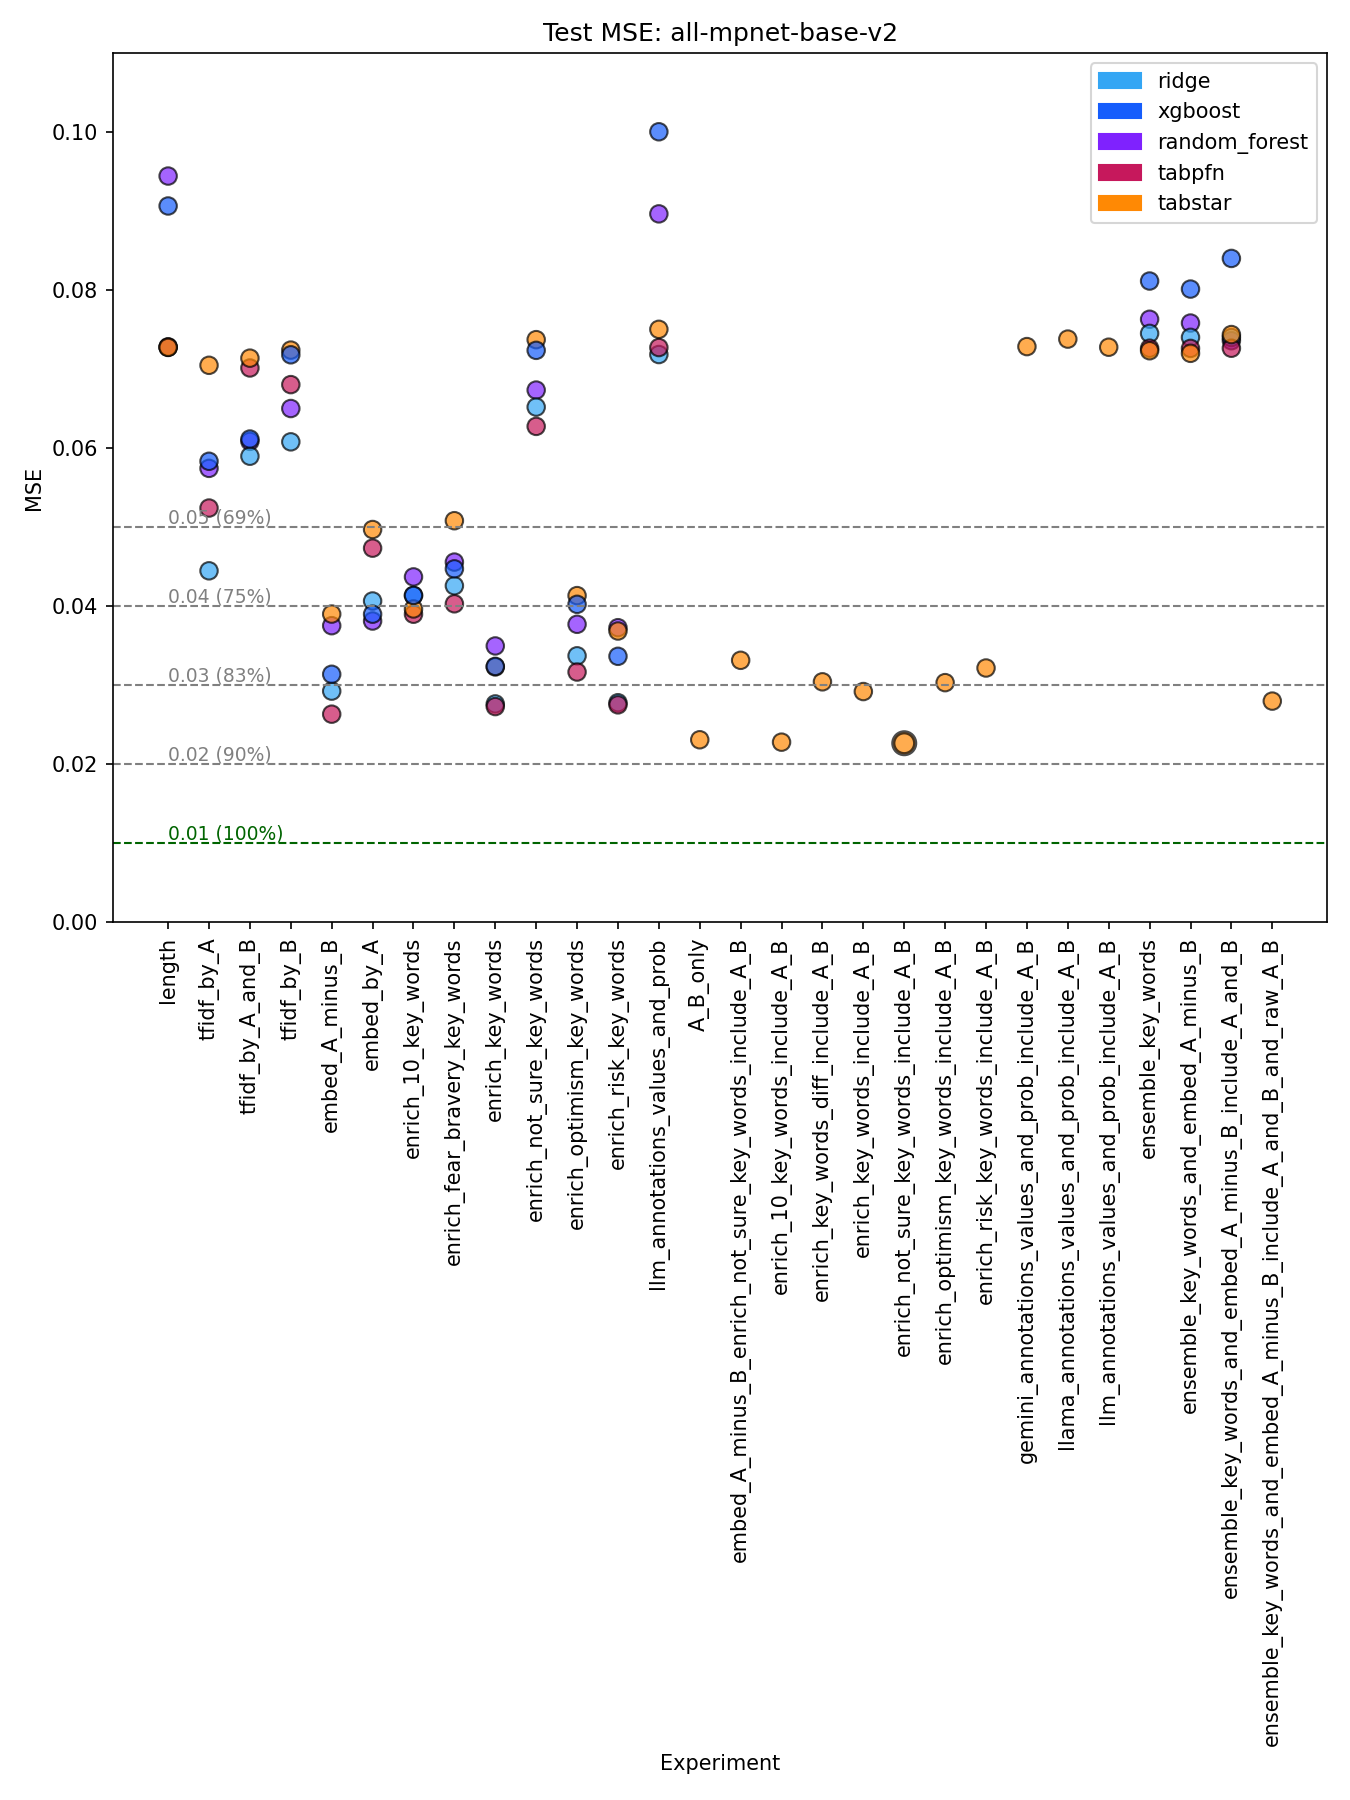 Test MSE: all-mpnet-base-v2
ridge
xgboost
random_forest
tabpfn
tabstar
0.10
0.08
0.06
0.04
0.02
0.00
MSE
0.05 (69%)
0.04 (75%)
0.03 (83%)
0.02 (90%)
0.01 (100%)
length
tfidf_by_A
tfidf_by_A_and_B
tfidf_by_B
embed_A_minus_B
embed_by_A
enrich_10_key_words
enrich_fear_bravery_key_words
enrich_key_words
enrich_not_sure_key_words
enrich_optimism_key_words
enrich_risk_key_words
llm_annotations_values_and_prob
A_B_only
embed_A_minus_B_enrich_not_sure_key_words_include_A_B
enrich_10_key_words_include_A_B
enrich_key_words_diff_include_A_B
enrich_key_words_include_A_B
enrich_not_sure_key_words_include_A_B
enrich_optimism_key_words_include_A_B
enrich_risk_key_words_include_A_B
gemini_annotations_values_and_prob_include_A_B
llama_annotations_values_and_prob_include_A_B
llm_annotations_values_and_prob_include_A_B
ensemble_key_words
ensemble_key_words_and_embed_A_minus_B
ensemble_key_words_and_embed_A_minus_B_include_A_and_B
ensemble_key_words_and_embed_A_minus_B_include_A_and_B_and_raw_A_B
Experiment